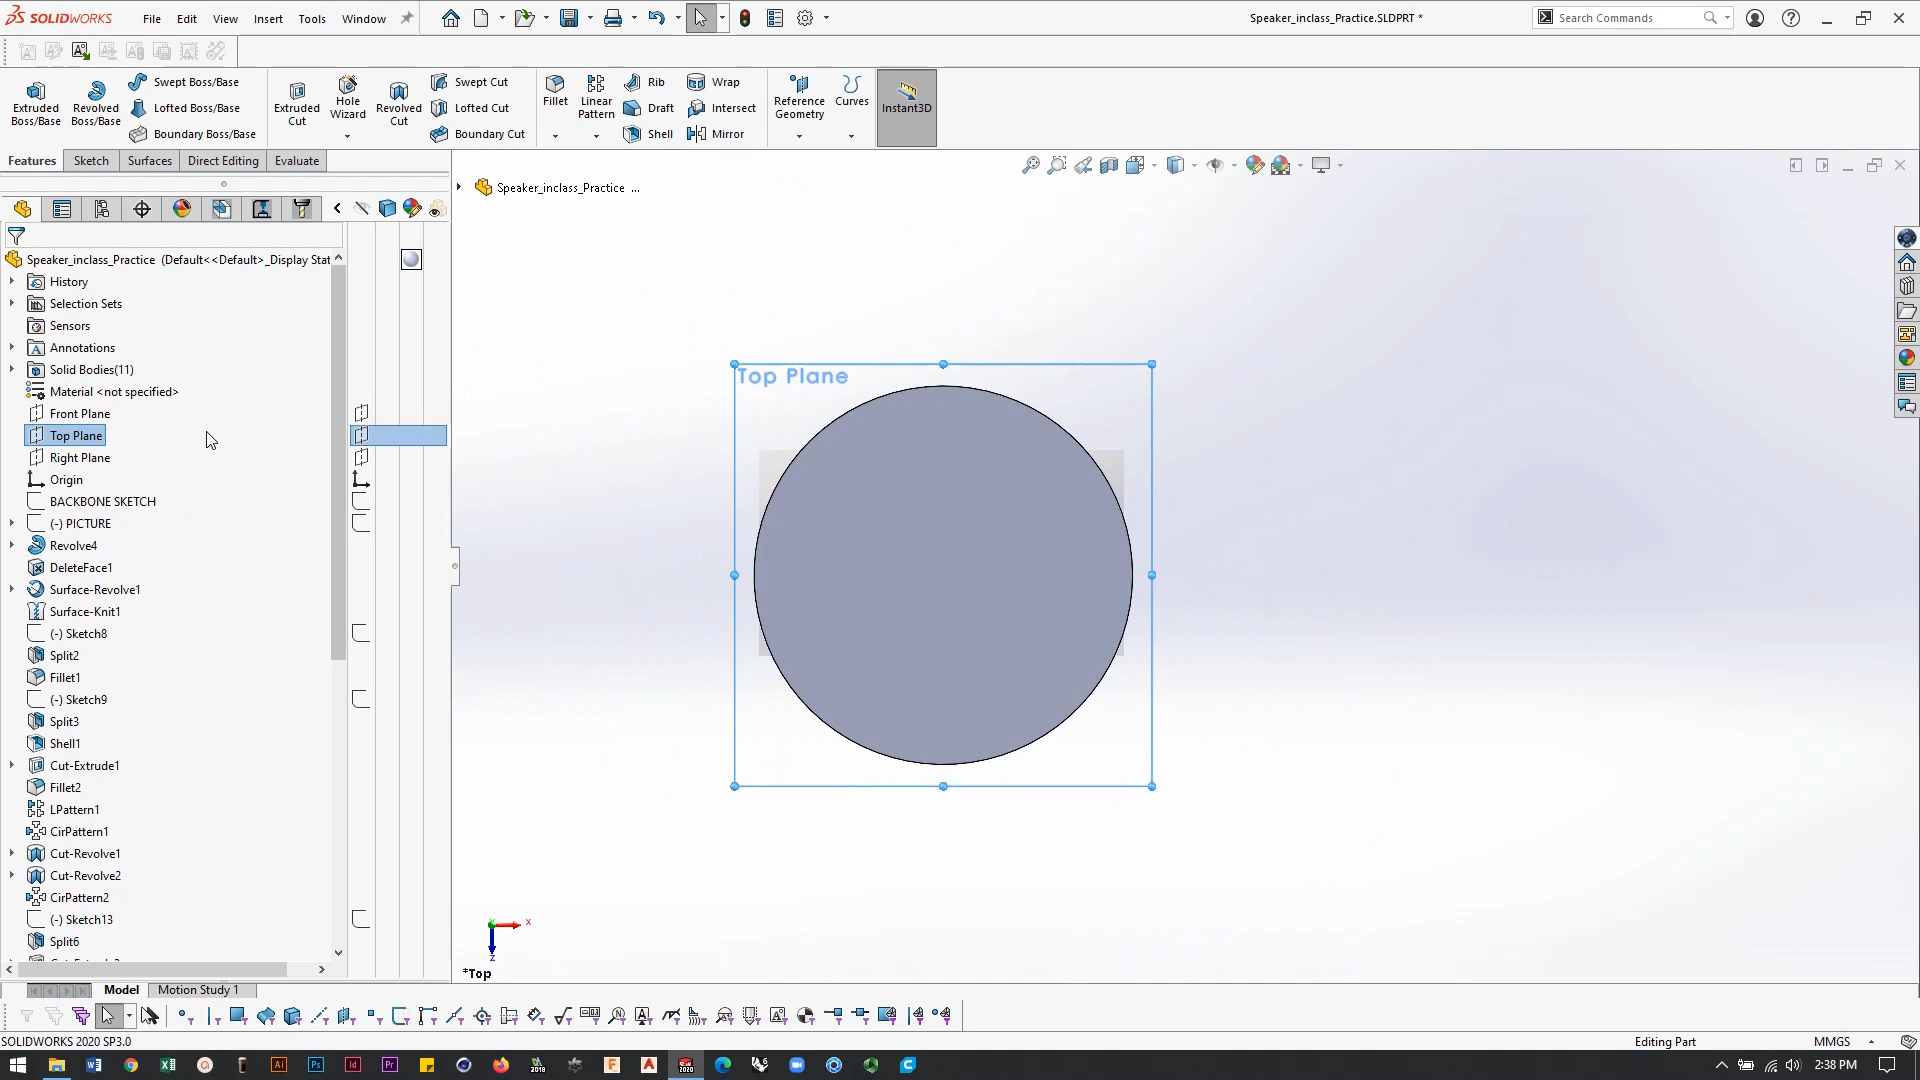 SOLIDWORKS File Edit View Insert Tools Window
Speaker_inclass_Practice.SLDPRT *
Search Commands
Extruded Boss/Base
Revolved Boss/Base
Swept Boss/Base
Lofted Boss/Base
Boundary Boss/Base
Extruded Cut
Hole Wizard
Revolved Cut
Swept Cut
Lofted Cut
Boundary Cut
Fillet
Linear Pattern
Rib
Draft
Shell
Wrap
Intersect
Mirror
Reference Geometry
Curves
Instant3D
Features Sketch Surfaces Direct Editing Evaluate
Speaker_inclass_Practice ...
Speaker_inclass_Practice (Default<<Default>_Display Stat
History
Selection Sets
Sensors
Annotations
Solid Bodies(11)
Material <not specified>
Front Plane
Top Plane
Right Plane
Origin
BACKBONE SKETCH
(-) PICTURE
Revolve4
DeleteFace1
Surface-Revolve1
Surface-Knit1
(-) Sketch8
Split2
Fillet1
(-) Sketch9
Split3
Shell1
Cut-Extrude1
Fillet2
LPattern1
CirPattern1
Cut-Revolve1
Cut-Revolve2
CirPattern2
(-) Sketch13
Split6
Top Plane
x
z
*Top
Model Motion Study 1
SOLIDWORKS 2020 SP3.0
Editing Part
MMGS
2:38 PM